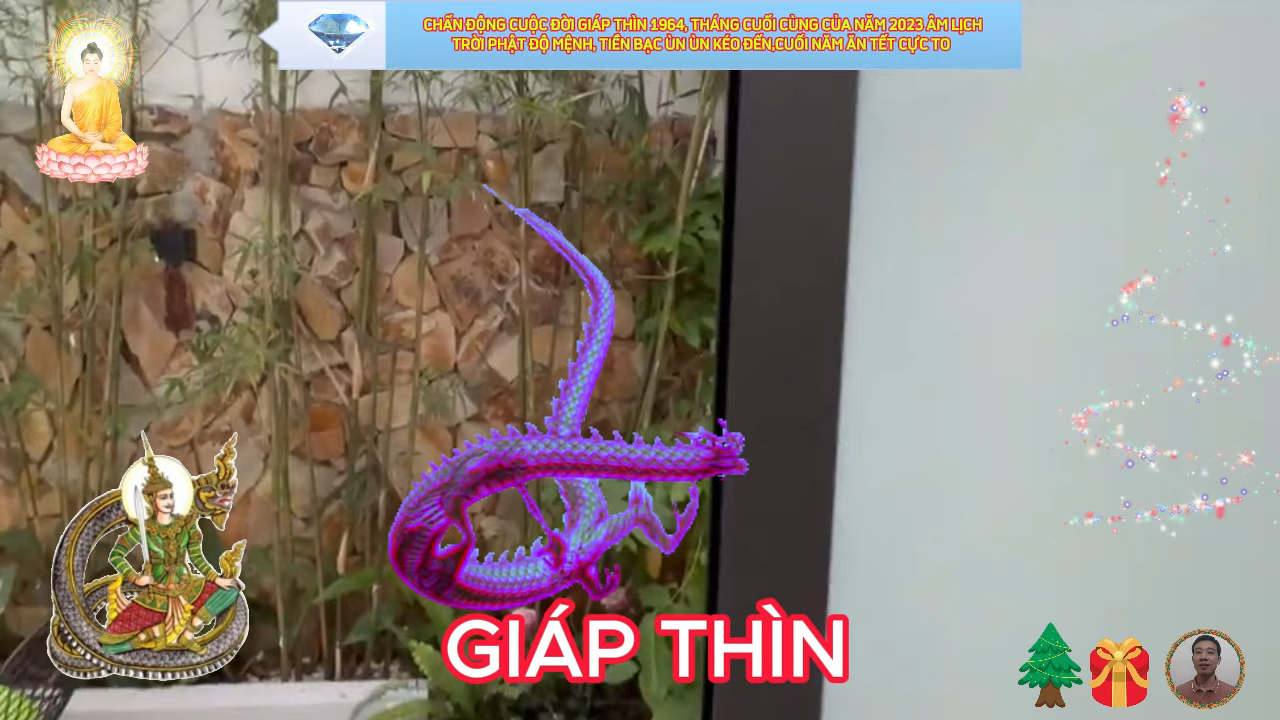 CHẤN ĐỘNG CUỘC ĐỜI GIÁP THÌN 1964, THÁNG CUỐI CÙNG CỦA NĂM 2023 ÂM LỊCH
TRỜI PHẬT ĐỘ MỆNH, TIỀN BẠC ÙN ÙN KÉO ĐẾN,CUỐI NĂM ĂN TẾT CỰC TO
GIÁP THÌN